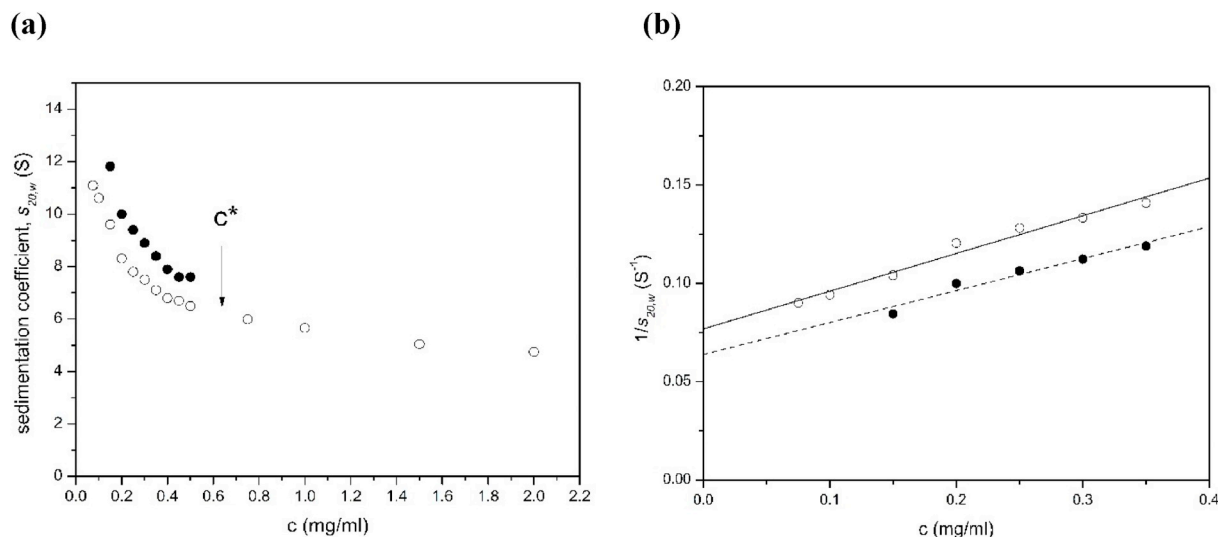 (a)
(b)
sedimentation coefficient, s20,w (S)
14
12
10
8
6
4
2
0
C*
0.0 0.2 0.4 0.6 0.8 1.0 1.2 1.4 1.6 1.8 2.0 2.2
c (mg/ml)
1/s20,w (S-1)
0.20
0.15
0.10
0.05
0.00
0.0 0.1 0.2 0.3 0.4
c (mg/ml)